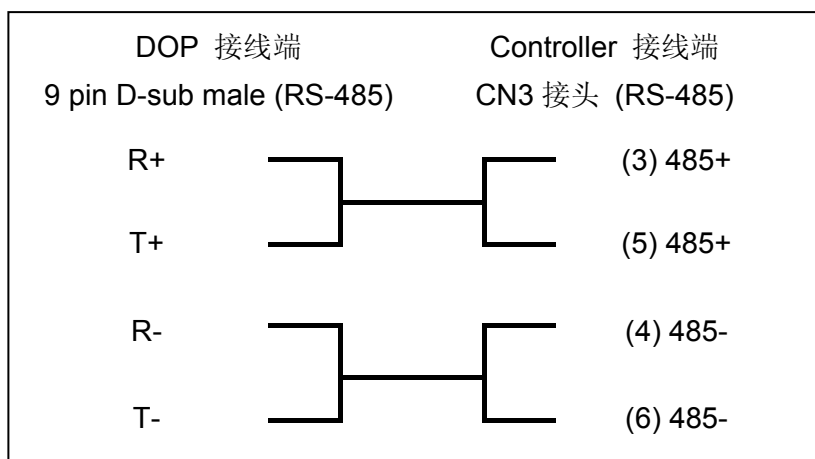 DOP 接线端 Controller 接线端
9 pin D-sub male (RS-485) CN3 接头 (RS-485)
R+ (3) 485+
T+ (5) 485+
R- (4) 485-
T- (6) 485-